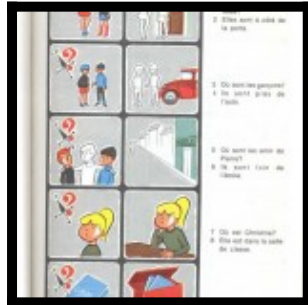 2 Elles sont à côté de
la porte.
3 Où sont les garçons?
4 Ils sont près de
l'auto.
5 Où sont les amis de
Pierre?
6 Ils sont loin de
l'école.
7 Où est Christine?
8 Elle est dans la salle
de classe.